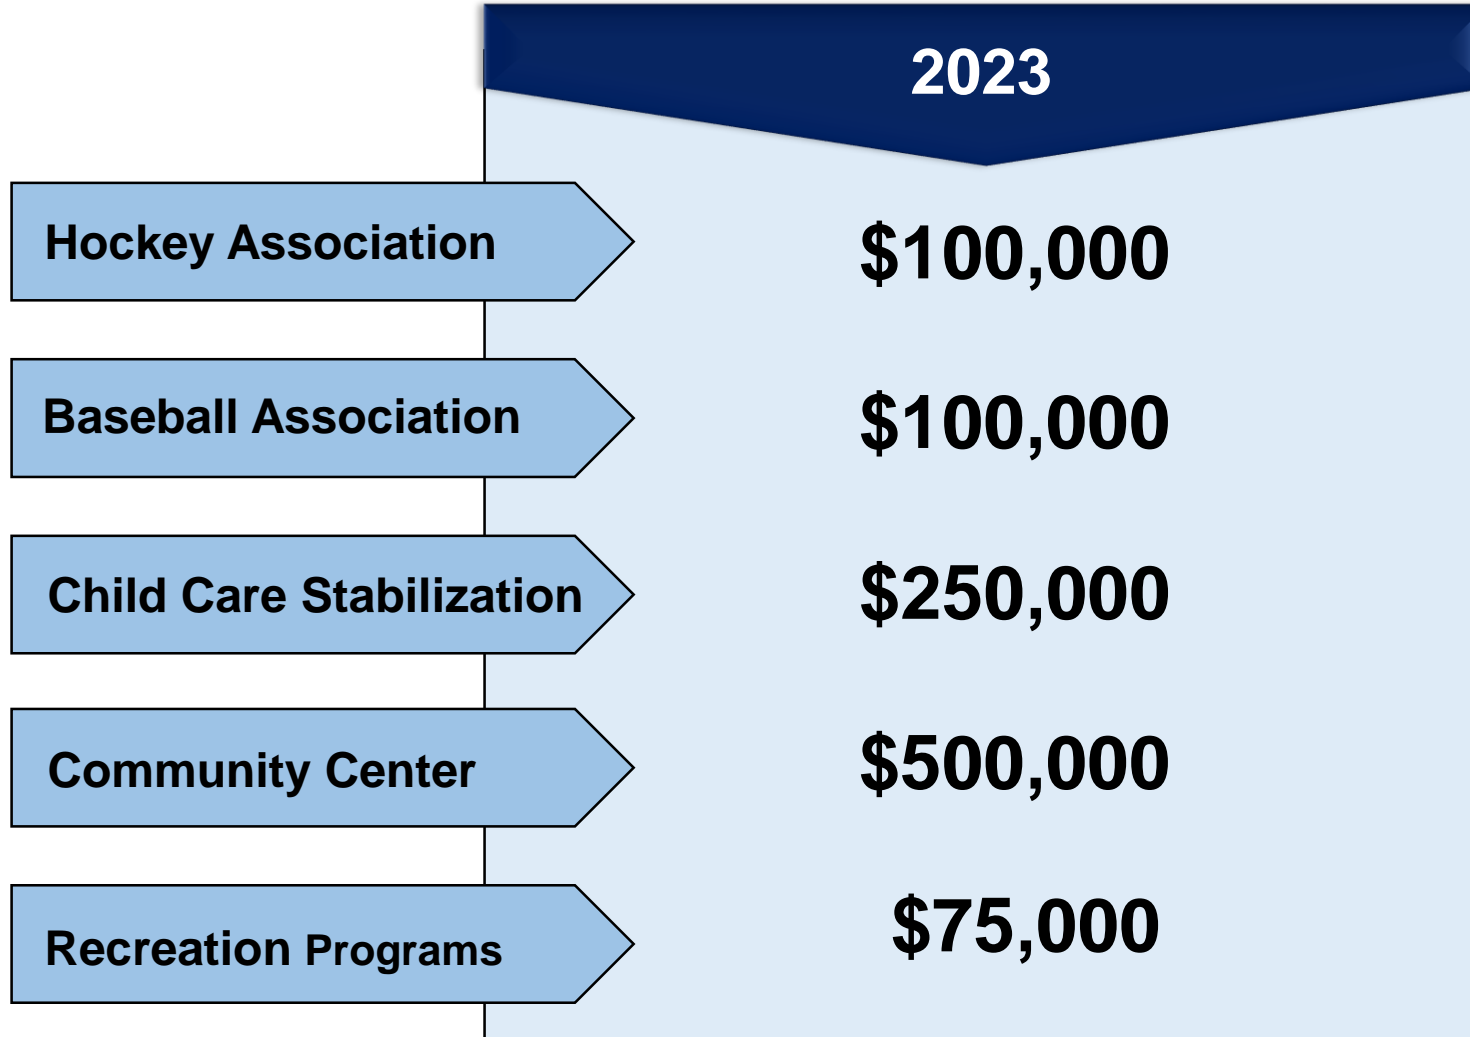 2023
Hockey Association
$100,000
Baseball Association
$100,000
Child Care Stabilization
$250,000
Community Center
$500,000
Recreation Programs
$75,000